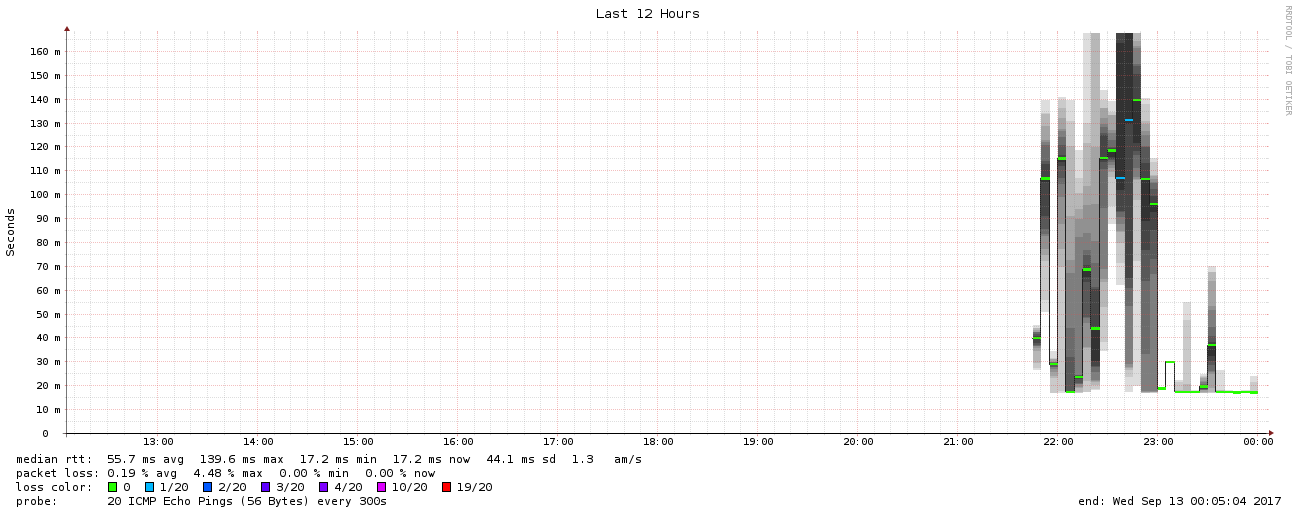 Last 12 Hours
RRDTOOL / TOBI OETIKER
Seconds
160 m
150 m
140 m
130 m
120 m
110 m
100 m
90 m
80 m
70 m
60 m
50 m
40 m
30 m
20 m
10 m
0
13:00 14:00 15:00 16:00 17:00 18:00 19:00 20:00 21:00 22:00 23:00 00:00
median rtt: 55.7 ms avg 139.6 ms max 17.2 ms min 17.2 ms now 44.1 ms sd 1.3 am/s
packet loss: 0.19 % avg 4.48 % max 0.00 % min 0.00 % now
loss color: 0 1/20 2/20 3/20 4/20 10/20 19/20
probe: 20 ICMP Echo Pings (56 Bytes) every 300s end: Wed Sep 13 00:05:04 2017